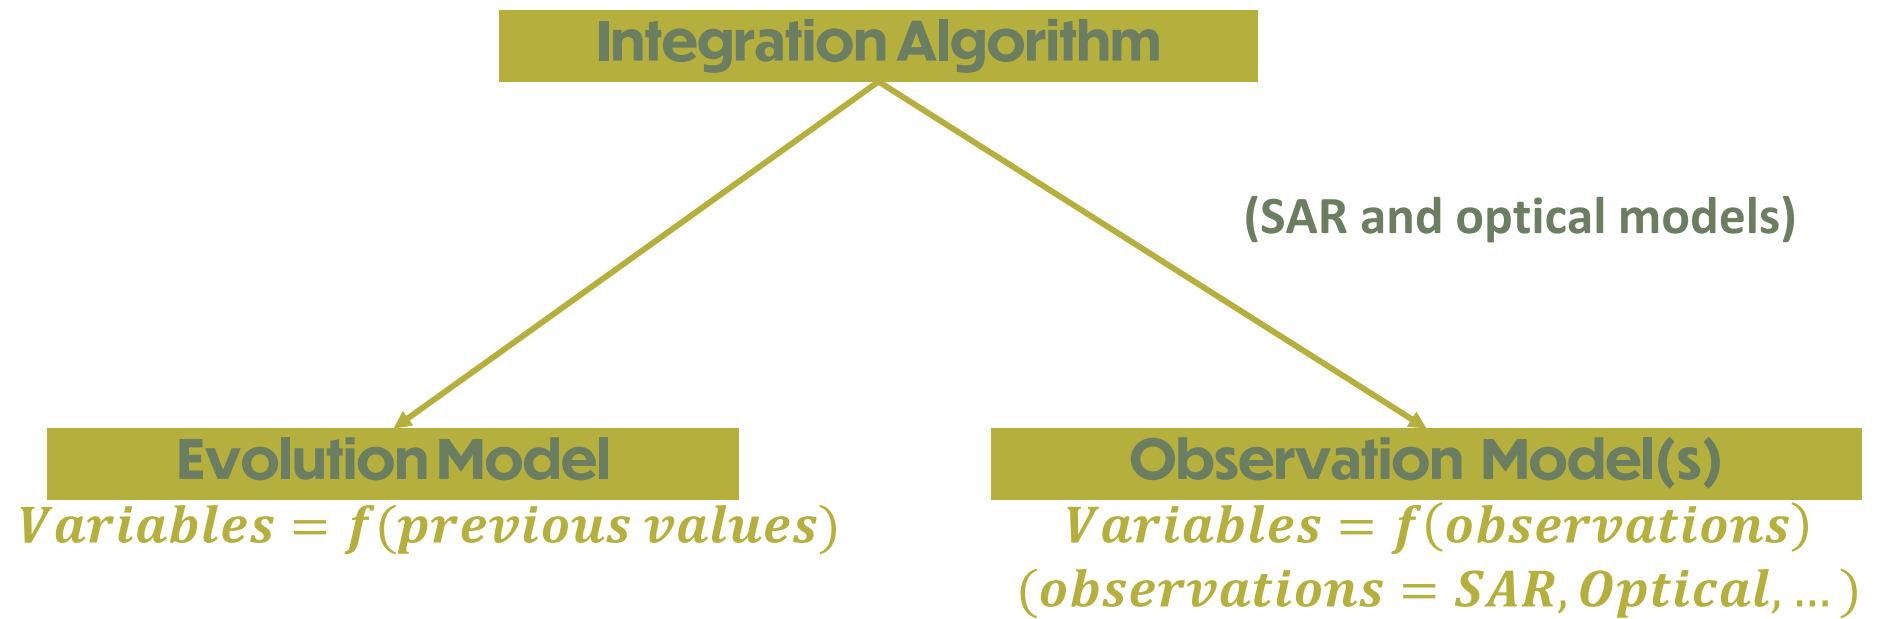 Integration Algorithm
(SAR and optical models)
Evolution Model
Observation Model(s)
Variables = f(previous values)
Variables = f(observations)
(observations = SAR, Optical, … )